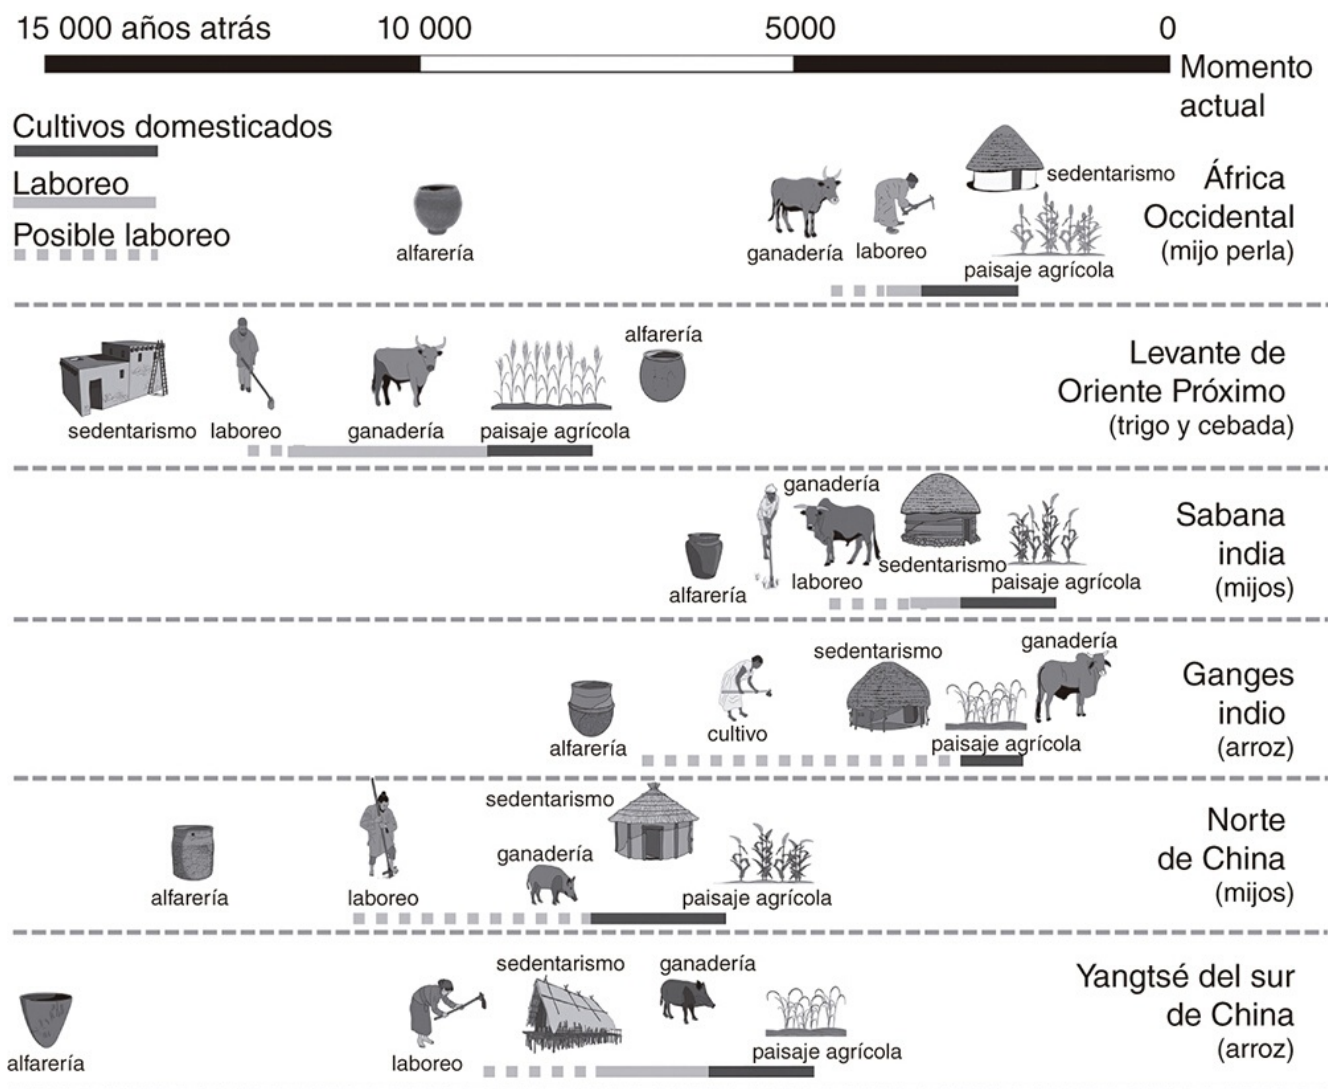 15 000 años atrás 10 000 5000 0
Momento
actual
Cultivos domesticados
Laboreo
Posible laboreo
alfarería
ganadería
laboreo
sedentarismo
paisaje agrícola
África
Occidental
(mijo perla)
sedentarismo
laboreo
ganadería
paisaje agrícola
alfarería
Levante de
Oriente Próximo
(trigo y cebada)
alfarería
laboreo
ganadería
sedentarismo
paisaje agrícola
Sabana
india
(mijos)
alfarería
cultivo
sedentarismo
paisaje agrícola
ganadería
Ganges
indio
(arroz)
alfarería
laboreo
ganadería
sedentarismo
paisaje agrícola
Norte
de China
(mijos)
alfarería
laboreo
sedentarismo
ganadería
paisaje agrícola
Yangtsé del sur
de China
(arroz)